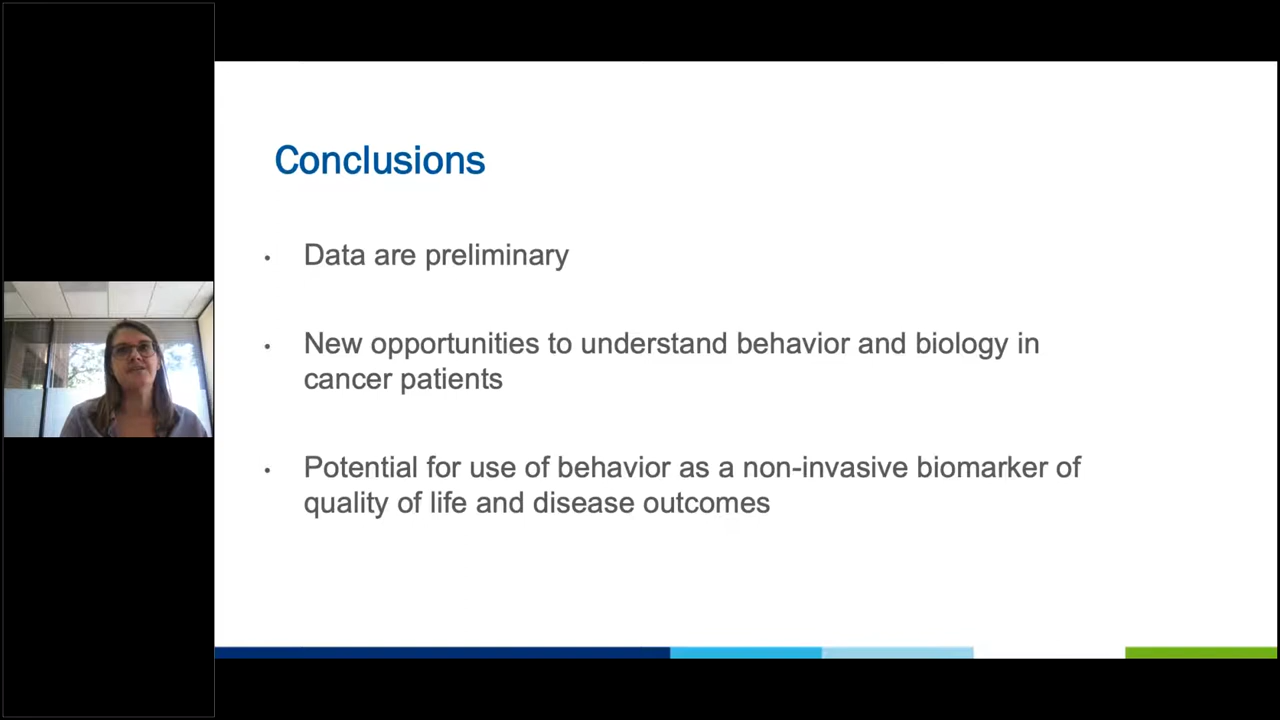 Conclusions
• Data are preliminary
• New opportunities to understand behavior and biology in
cancer patients
• Potential for use of behavior as a non-invasive biomarker of
quality of life and disease outcomes